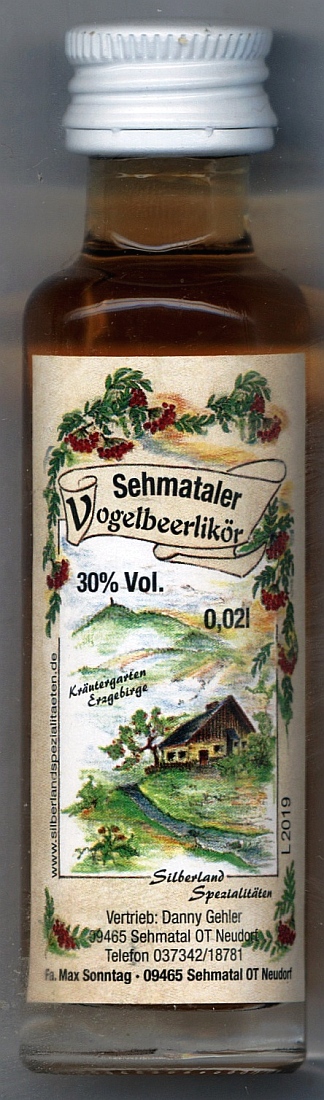 Sehmataler
Vogelbeerlikör
30% Vol.
0,02l
Kräutergarten
Erzgebirge
www.silberlandspezialitaeten.de
L 2019
Silberland
Spezialitäten
Vertrieb: Danny Gehler
09465 Sehmatal OT Neudorf
Telefon 037342/18781
Fa. Max Sonntag • 09465 Sehmatal OT Neudorf